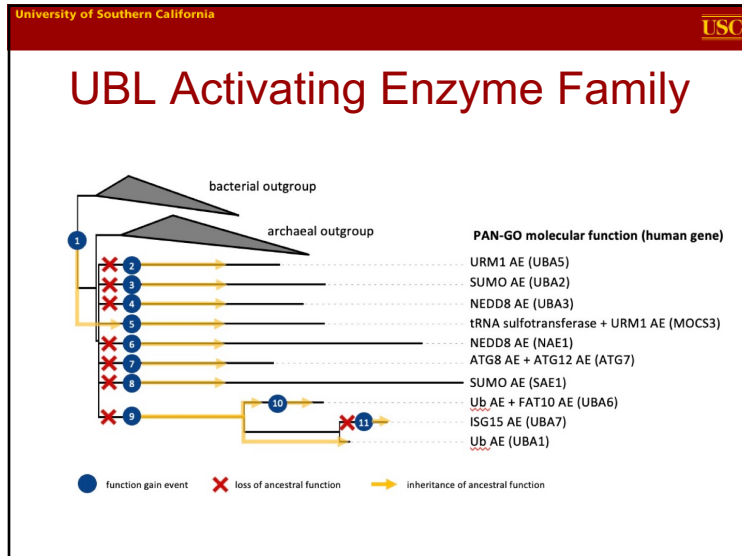 University of Southern California
USC
UBL Activating Enzyme Family
bacterial outgroup
archaeal outgroup
PAN-GO molecular function (human gene)
1
2 URM1 AE (UBA5)
3 SUMO AE (UBA2)
4 NEDD8 AE (UBA3)
5 tRNA sulfotransferase + URM1 AE (MOCS3)
6 NEDD8 AE (NAE1)
7 ATG8 AE + ATG12 AE (ATG7)
8 SUMO AE (SAE1)
10 Ub AE + FAT10 AE (UBA6)
9 11 ISG15 AE (UBA7)
Ub AE (UBA1)
function gain event loss of ancestral function inheritance of ancestral function